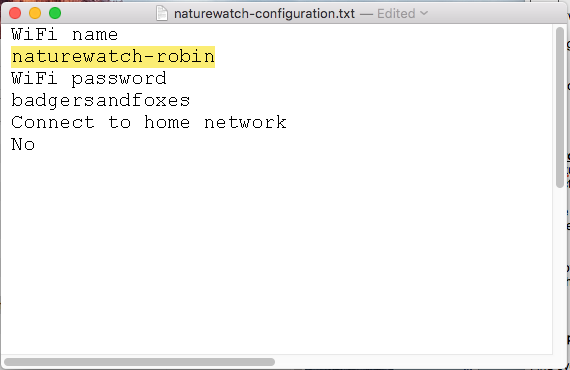 naturewatch-configuration.txt — Edited
WiFi name
naturewatch-robin
WiFi password
badgersandfoxes
Connect to home network
No